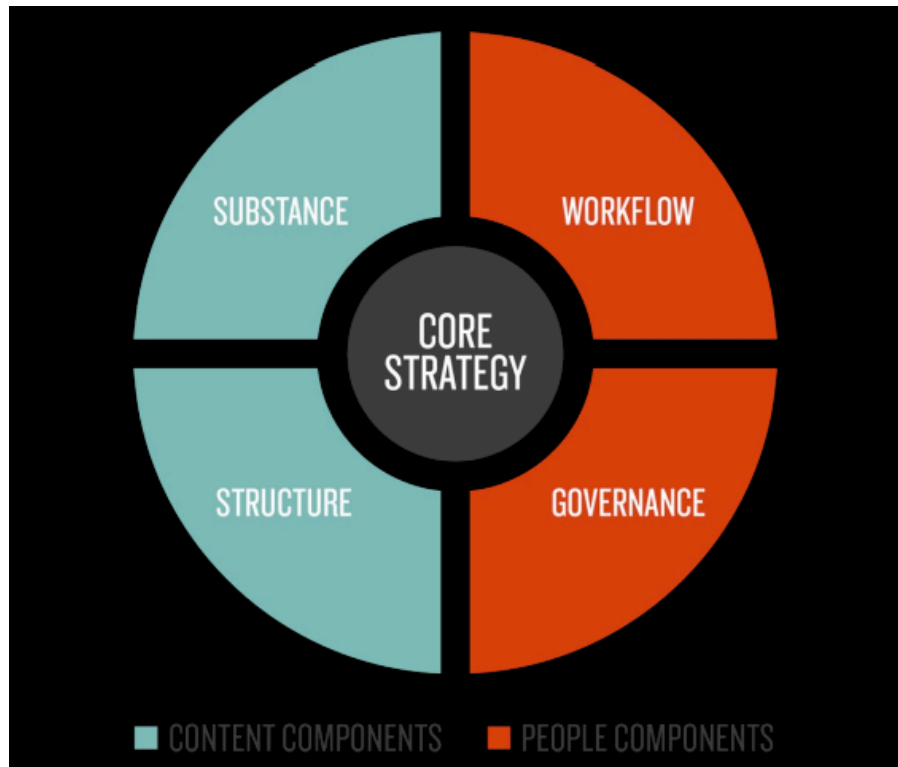 SUBSTANCE
WORKFLOW
CORE
STRATEGY
STRUCTURE
GOVERNANCE
CONTENT COMPONENTS
PEOPLE COMPONENTS